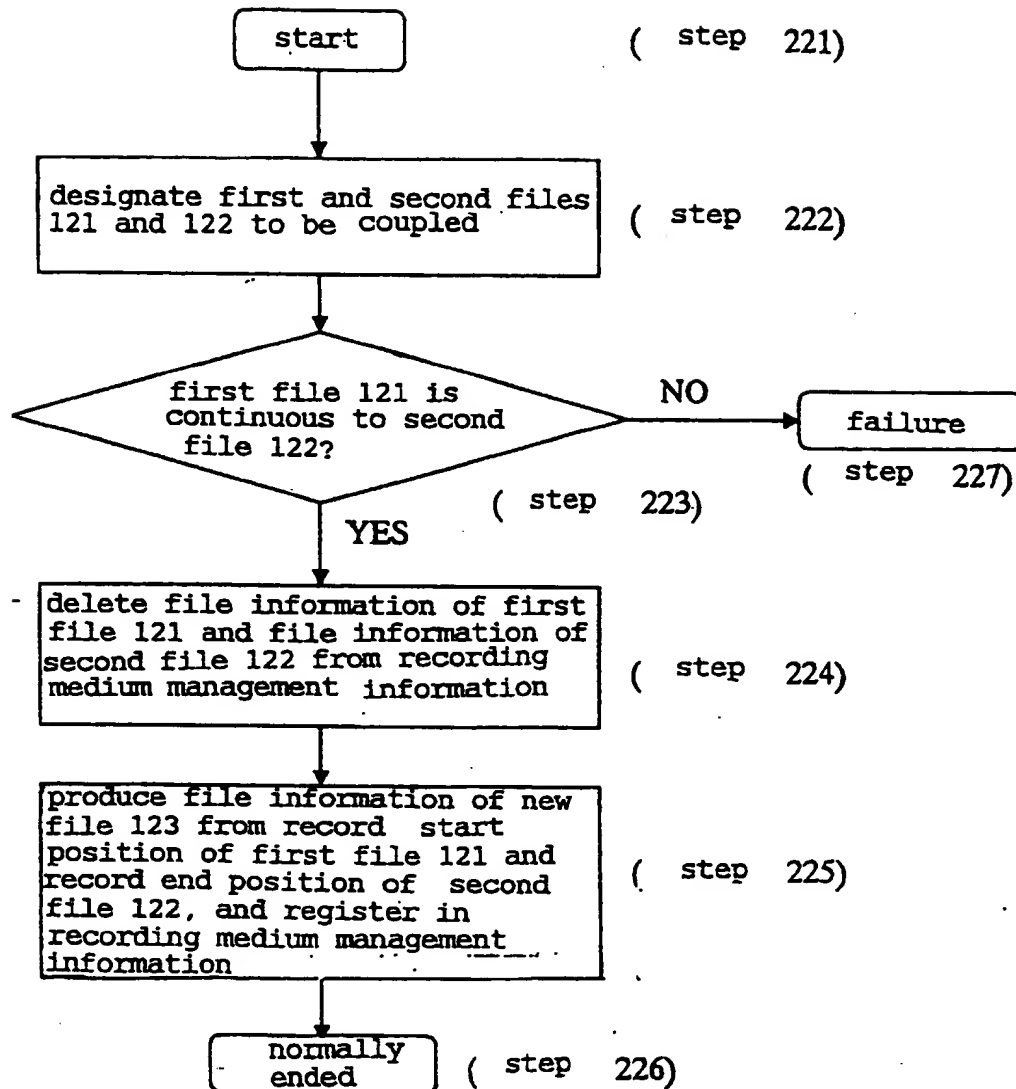 start
( step 221)
designate first and second files
121 and 122 to be coupled
( step 222)
first file 121 is
continuous to second
file 122?
NO
failure
( step 227)
( step 223)
YES
delete file information of first
file 121 and file information of
second file 122 from recording
medium management information
( step 224)
produce file information of new
file 123 from record start
position of first file 121 and
record end position of second
file 122, and register in
recording medium management
information
( step 225)
normally
ended
( step 226)